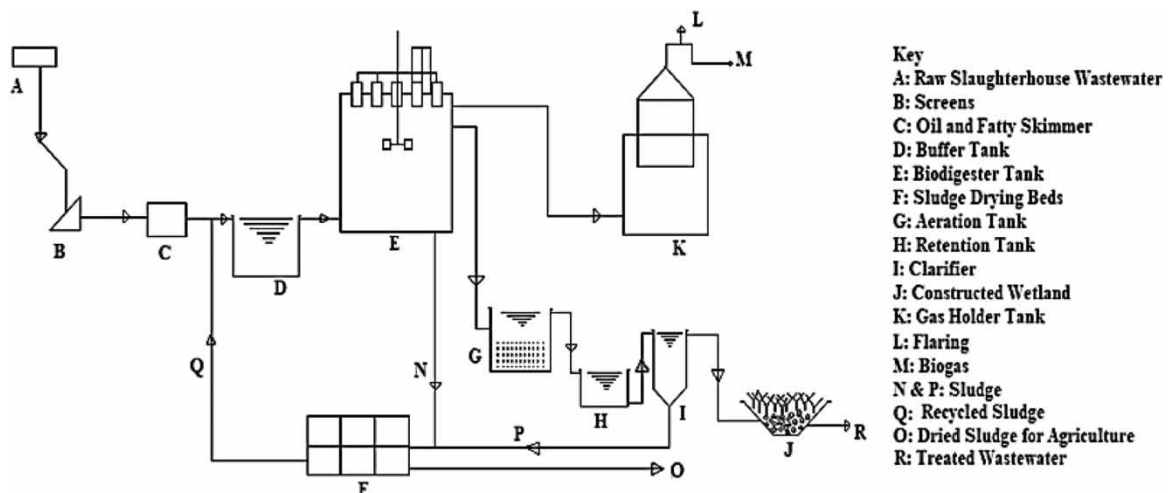 L
M
A
B
C
D
E
K
G
H
I
J
R
N
P
Q
F
O
Key
A: Raw Slaughterhouse Wastewater
B: Screens
C: Oil and Fatty Skimmer
D: Buffer Tank
E: Biodigester Tank
F: Sludge Drying Beds
G: Aeration Tank
H: Retention Tank
I: Clarifier
J: Constructed Wetland
K: Gas Holder Tank
L: Flaring
M: Biogas
N & P: Sludge
Q: Recycled Sludge
O: Dried Sludge for Agriculture
R: Treated Wastewater